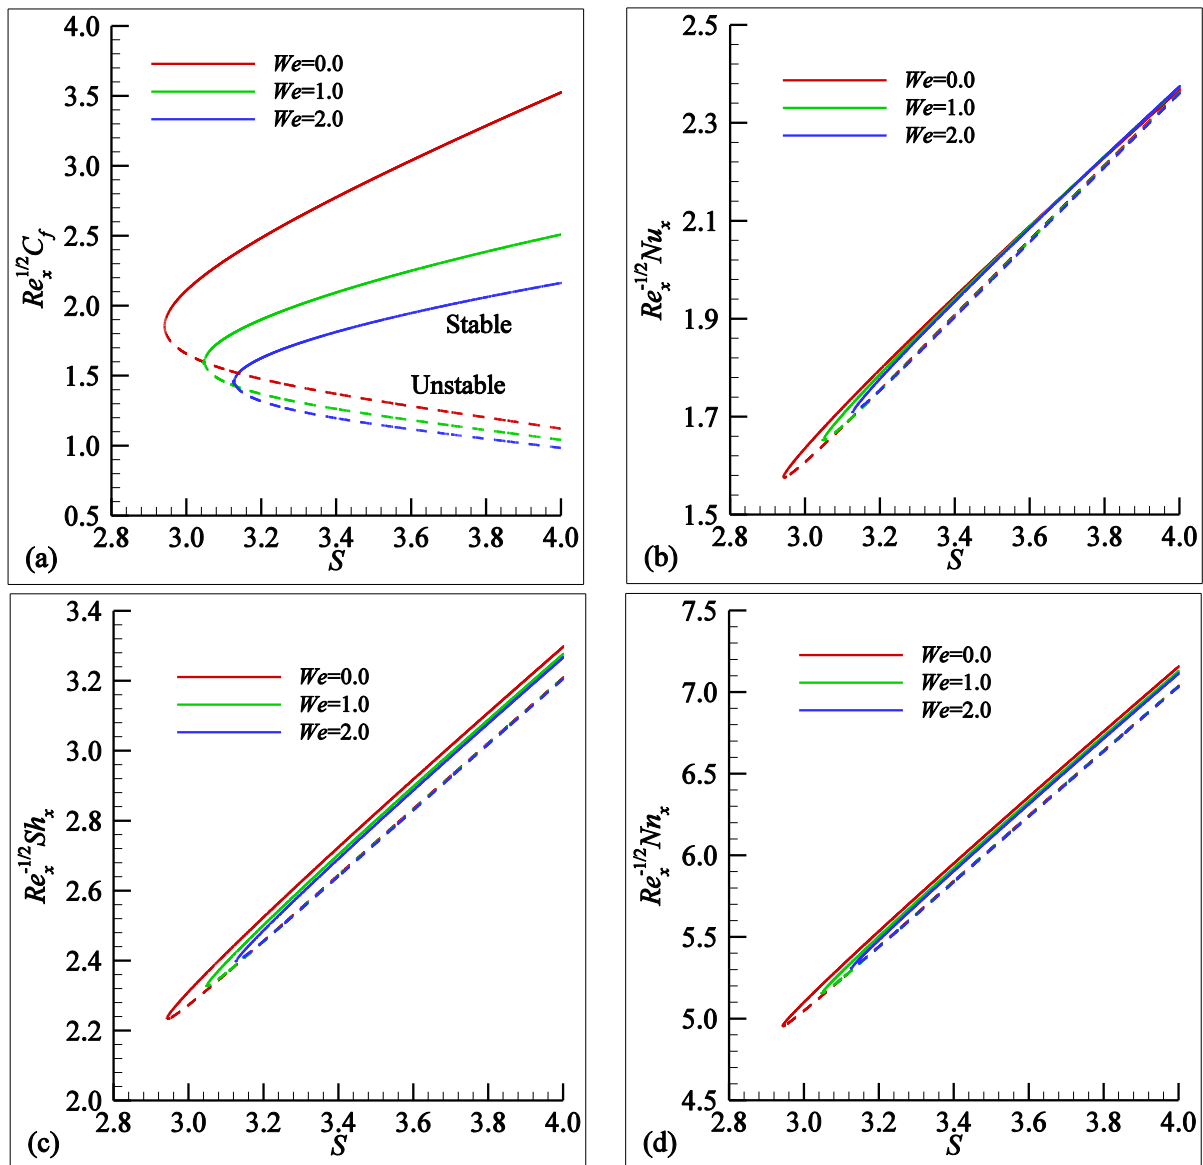 4.0
3.5
3.0
2.5
2.0
1.5
1.0
0.5
2.8 3.0 3.2 3.4 3.6 3.8 4.0
Re_x^{1/2}C_f
S
We=0.0
We=1.0
We=2.0
Stable
Unstable
(a)
2.5
2.3
2.1
1.9
1.7
1.5
2.8 3.0 3.2 3.4 3.6 3.8 4.0
Re_x^{-1/2}Nu_x
S
We=0.0
We=1.0
We=2.0
(b)
3.4
3.2
3.0
2.8
2.6
2.4
2.2
2.0
2.8 3.0 3.2 3.4 3.6 3.8 4.0
Re_x^{-1/2}Sh_x
S
We=0.0
We=1.0
We=2.0
(c)
7.5
7.0
6.5
6.0
5.5
5.0
4.5
2.8 3.0 3.2 3.4 3.6 3.8 4.0
Re_x^{-1/2}Nn_x
S
We=0.0
We=1.0
We=2.0
(d)